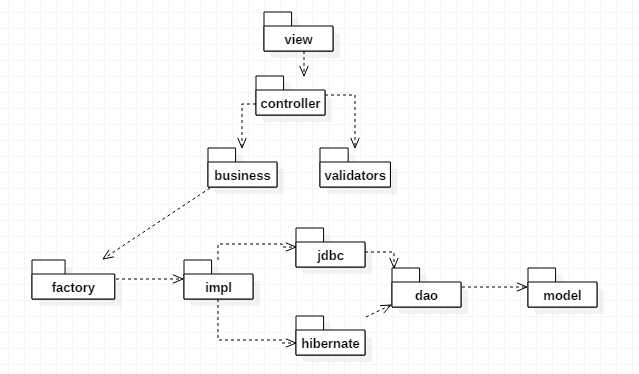 view
controller
business
validators
jdbc
factory
impl
dao
model
hibernate